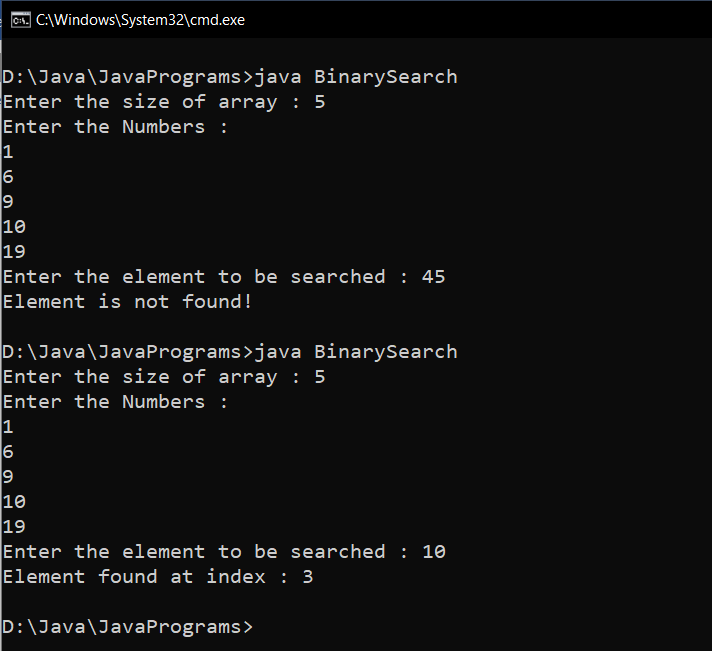 C:\Windows\System32\cmd.exe
D:\Java\JavaPrograms>java BinarySearch
Enter the size of array : 5
Enter the Numbers :
1
6
9
10
19
Enter the element to be searched : 45
Element is not found!
D:\Java\JavaPrograms>java BinarySearch
Enter the size of array : 5
Enter the Numbers :
1
6
9
10
19
Enter the element to be searched : 10
Element found at index : 3
D:\Java\JavaPrograms>